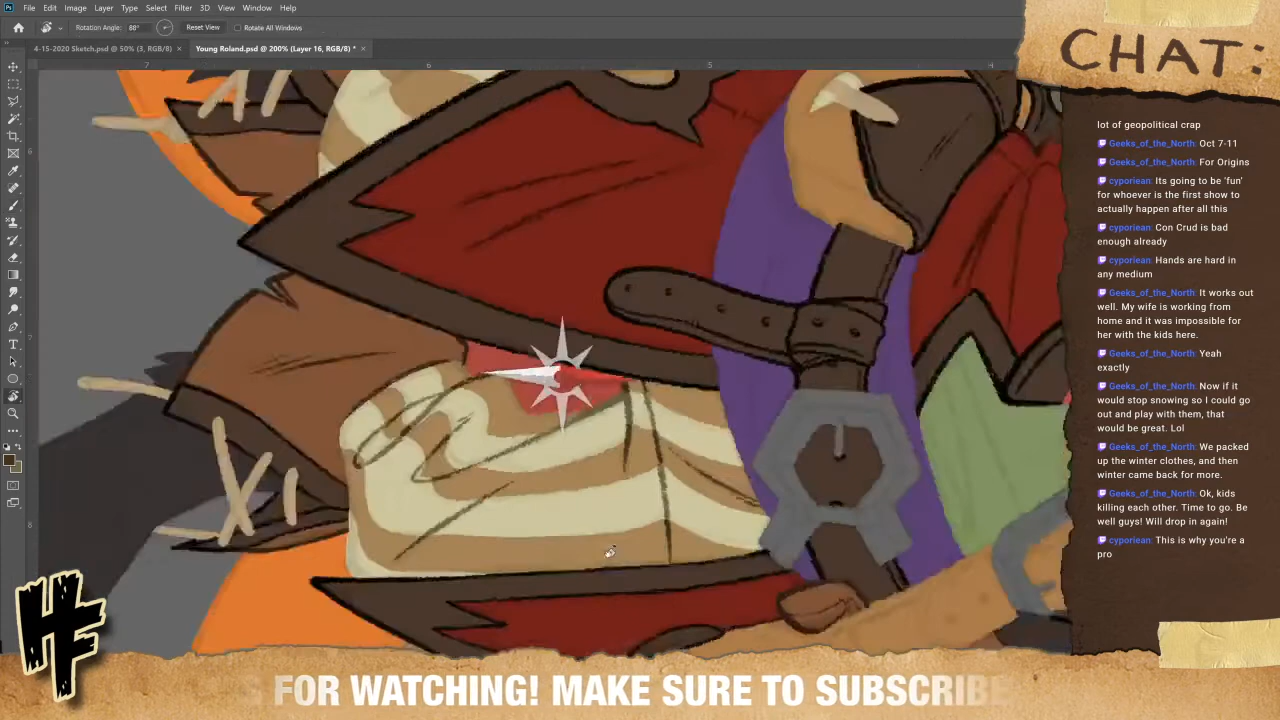 File Edit Image Layer Type Select Filter 3D View Window Help
Rotation Angle: 88° Reset View Rotate All Windows
4-15-2020 Sketch.psd @ 50% (3, RGB/8) × Young Roland.psd @ 200% (Layer 16, RGB/8) * ×
7 6 5 4
6
7
8
CHAT:
lot of geopolitical crap
Geeks_of_the_North: Oct 7-11
Geeks_of_the_North: For Origins
cyporiean: Its going to be 'fun'
for whoever is the first show to
actually happen after all this
cyporiean: Con Crud is bad
enough already
cyporiean: Hands are hard in
any medium
Geeks_of_the_North: It works out
well. My wife is working from
home and it was impossible for
her with the kids here.
Geeks_of_the_North: Yeah
exactly
Geeks_of_the_North: Now if it
would stop snowing so I could go
out and play with them, that
would be great. Lol
Geeks_of_the_North: We packed
up the winter clothes, and then
winter came back for more.
Geeks_of_the_North: Ok, kids
killing each other. Time to go. Be
well guys! Will drop in again!
cyporiean: This is why you're a
pro
HF
FOR WATCHING! MAKE SURE TO SUBSCRIBE